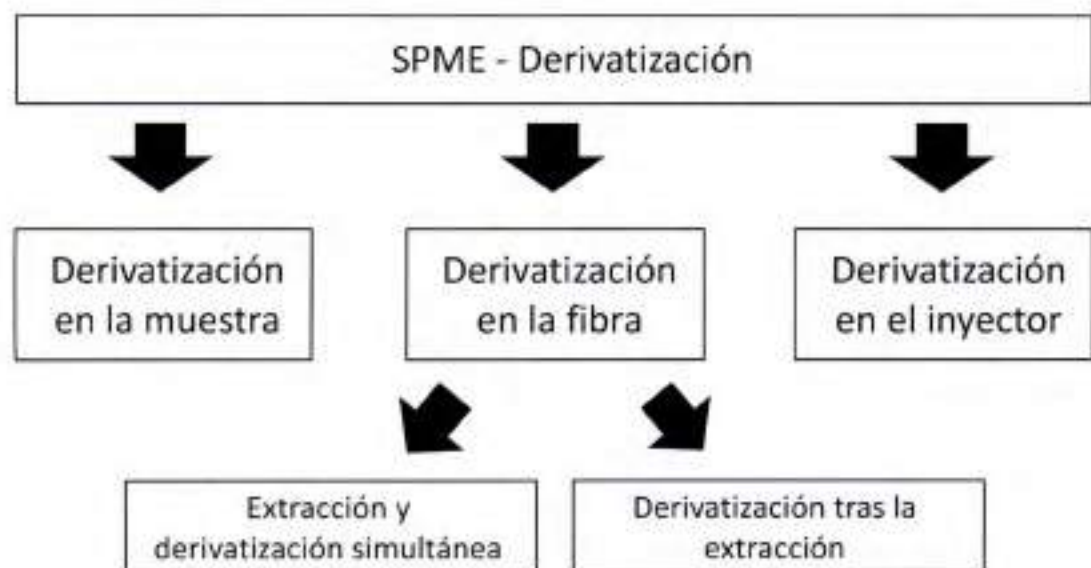 SPME - Derivatización
Derivatización
en la muestra
Derivatización
en la fibra
Derivatización
en el inyector
Extracción y
derivatización simultánea
Derivatización tras la
extracción